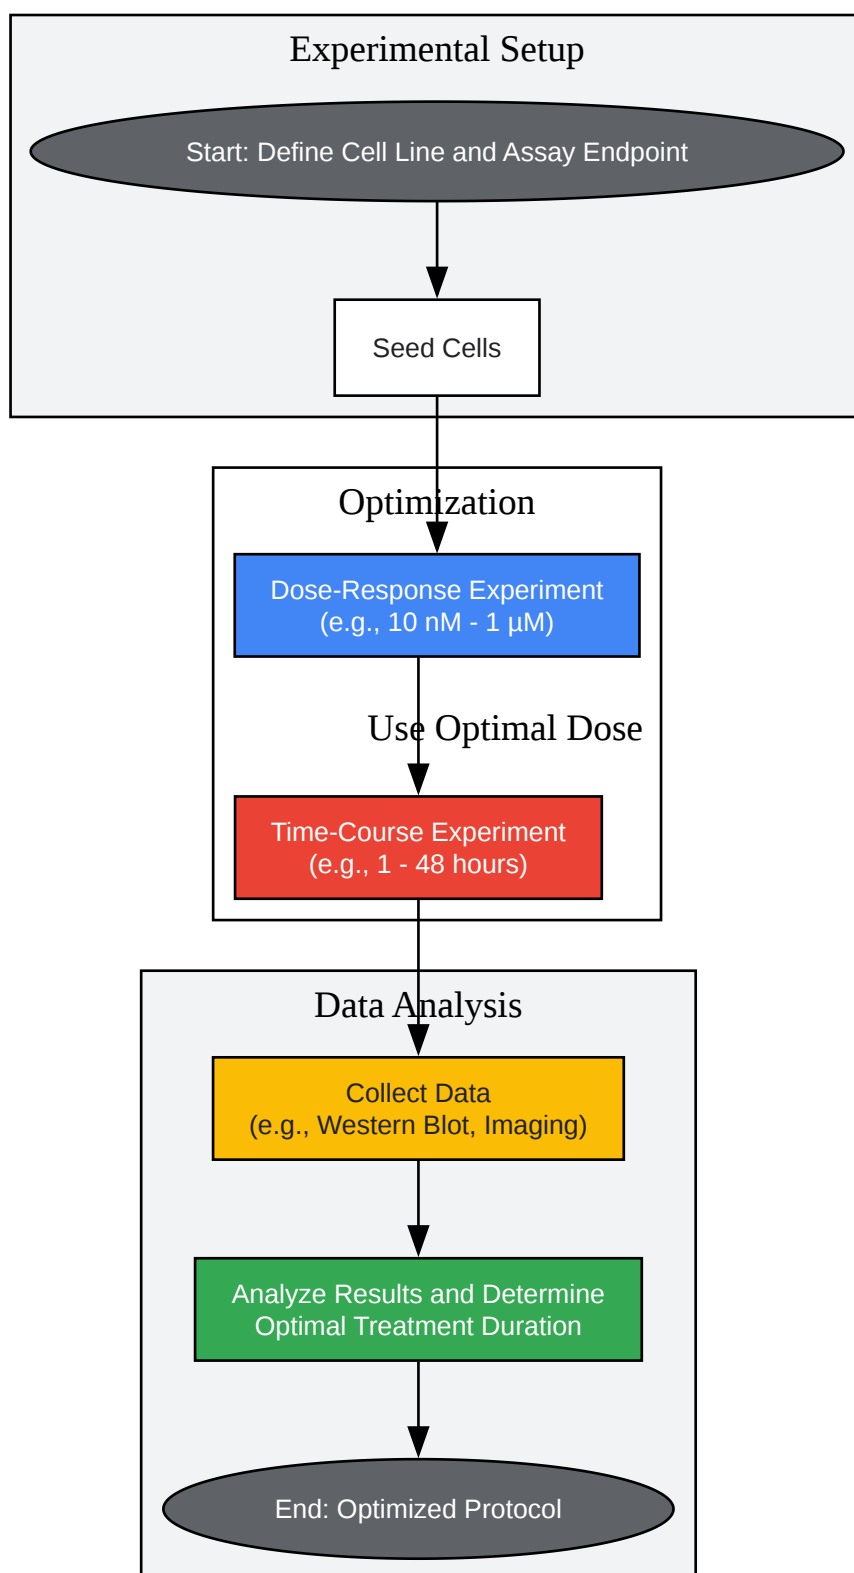 Experimental Setup
Start: Define Cell Line and Assay Endpoint
Seed Cells
Optimization
Dose-Response Experiment
(e.g., 10 nM - 1 µM)
Use Optimal Dose
Time-Course Experiment
(e.g., 1 - 48 hours)
Data Analysis
Collect Data
(e.g., Western Blot, Imaging)
Analyze Results and Determine
Optimal Treatment Duration
End: Optimized Protocol